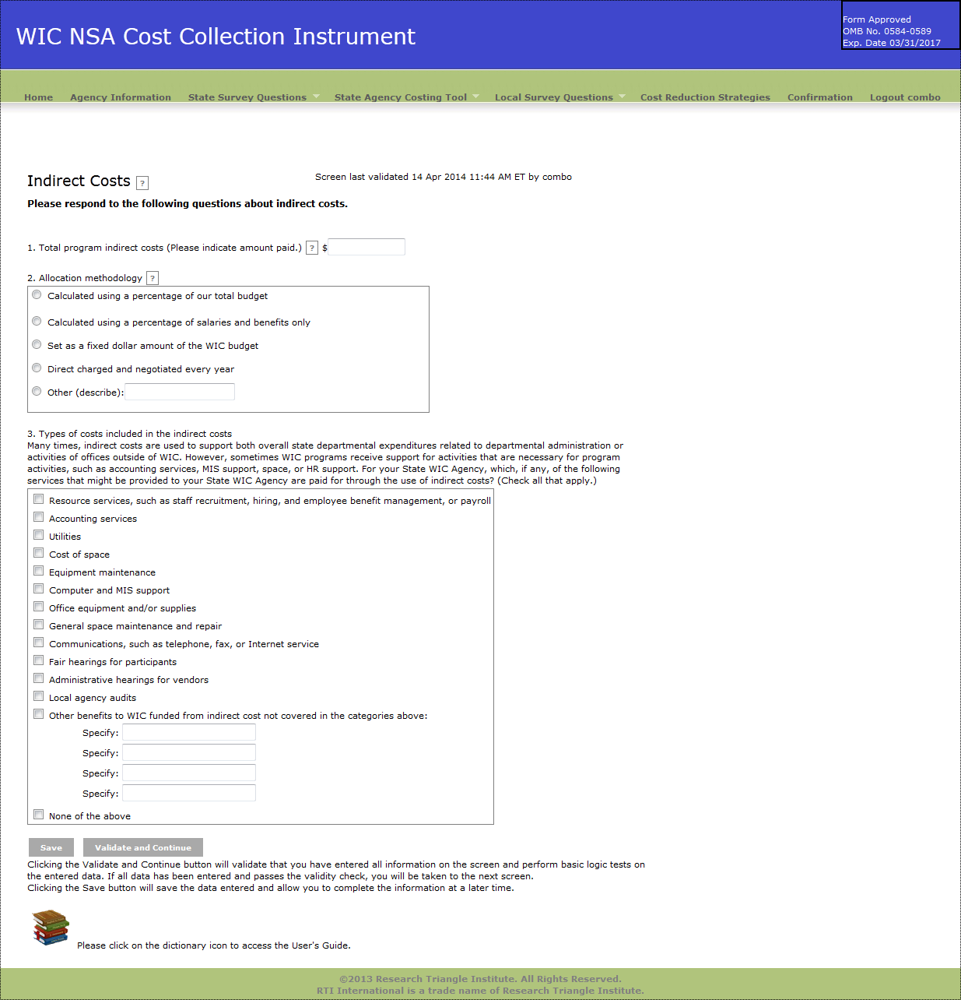 WIC NSA Cost Collection Instrument
Form Approved
OMB No. 0584-0589
Exp. Date 03/31/2017
Home Agency Information State Survey Questions State Agency Costing Tool Local Survey Questions Cost Reduction Strategies Confirmation Logout combo
Indirect Costs ?
Screen last validated 14 Apr 2014 11:44 AM ET by combo
Please respond to the following questions about indirect costs.
1. Total program indirect costs (Please indicate amount paid.) ? $
2. Allocation methodology ?
Calculated using a percentage of our total budget
Calculated using a percentage of salaries and benefits only
Set as a fixed dollar amount of the WIC budget
Direct charged and negotiated every year
Other (describe):
3. Types of costs included in the indirect costs
Many times, indirect costs are used to support both overall state departmental expenditures related to departmental administration or
activities of offices outside of WIC. However, sometimes WIC programs receive support for activities that are necessary for program
activities, such as accounting services, MIS support, space, or HR support. For your State WIC Agency, which, if any, of the following
services that might be provided to your State WIC Agency are paid for through the use of indirect costs? (Check all that apply.)
Resource services, such as staff recruitment, hiring, and employee benefit management, or payroll
Accounting services
Utilities
Cost of space
Equipment maintenance
Computer and MIS support
Office equipment and/or supplies
General space maintenance and repair
Communications, such as telephone, fax, or Internet service
Fair hearings for participants
Administrative hearings for vendors
Local agency audits
Other benefits to WIC funded from indirect cost not covered in the categories above:
Specify:
Specify:
Specify:
Specify:
None of the above
Save Validate and Continue
Clicking the Validate and Continue button will validate that you have entered all information on the screen and perform basic logic tests on
the entered data. If all data has been entered and passes the validity check, you will be taken to the next screen.
Clicking the Save button will save the data entered and allow you to complete the information at a later time.
Please click on the dictionary icon to access the User's Guide.
©2013 Research Triangle Institute. All Rights Reserved.
RTI International is a trade name of Research Triangle Institute.